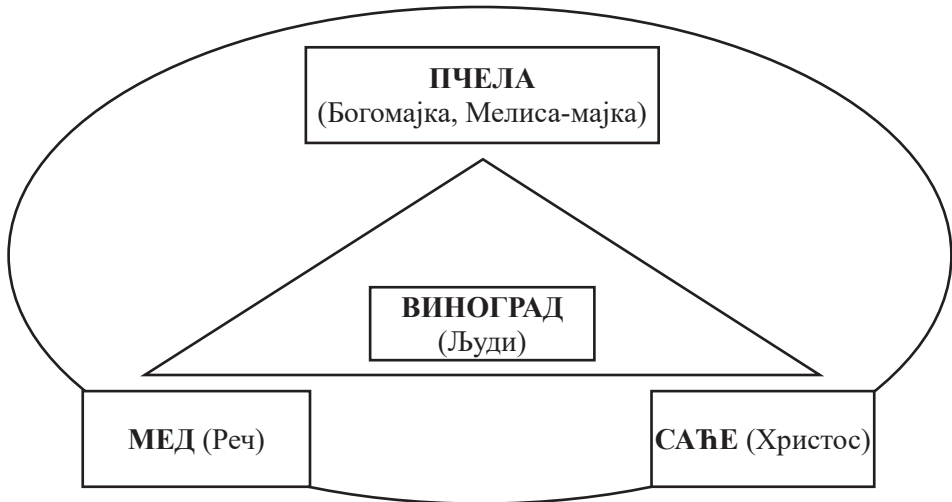 ПЧЕЛА
(Богомајка, Мелиса-мајка)
ВИНОГРАД
(Људи)
МЕД (Реч)
САЋЕ (Христос)